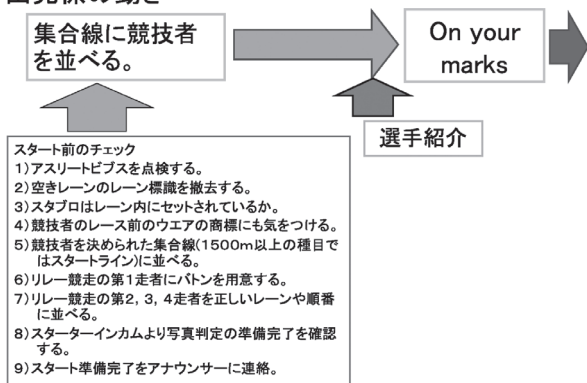 集合線に競技者
を並べる。
On your
marks
選手紹介
スタート前のチェック
1)アスリートビブスを点検する。
2)空きレーンのレーン標識を撤去する。
3)スタブロはレーン内にセットされているか。
4)競技者のレース前のウエアの商標にも気をつける。
5)競技者を決められた集合線(1500m以上の種目で
はスタートライン)に並べる。
6)リレー競走の第1走者にバトンを用意する。
7)リレー競走の第2,3,4走者を正しいレーンや順番
に並べる。
8)スターターインカムより写真判定の準備完了を確認
する。
9)スタート準備完了をアナウンサーに連絡。